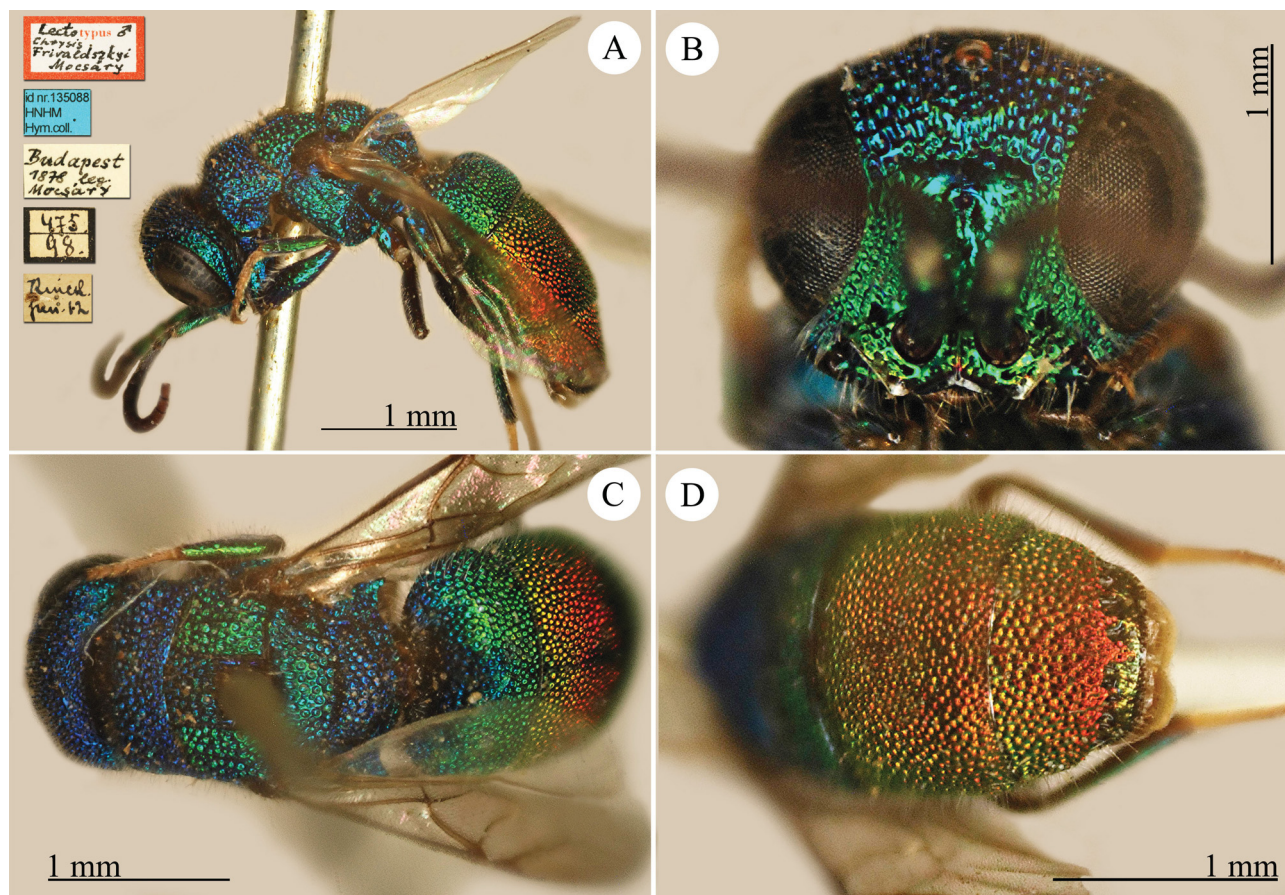 Lectotypus ♂
Chrysis
Frivaldszkyi
Mocsáry
id nr.135088
HNHM
Hym.coll.
Budapest
1878 leg.
Mocsáry
475
98.
A
1 mm
B
1 mm
C
1 mm
D
1 mm